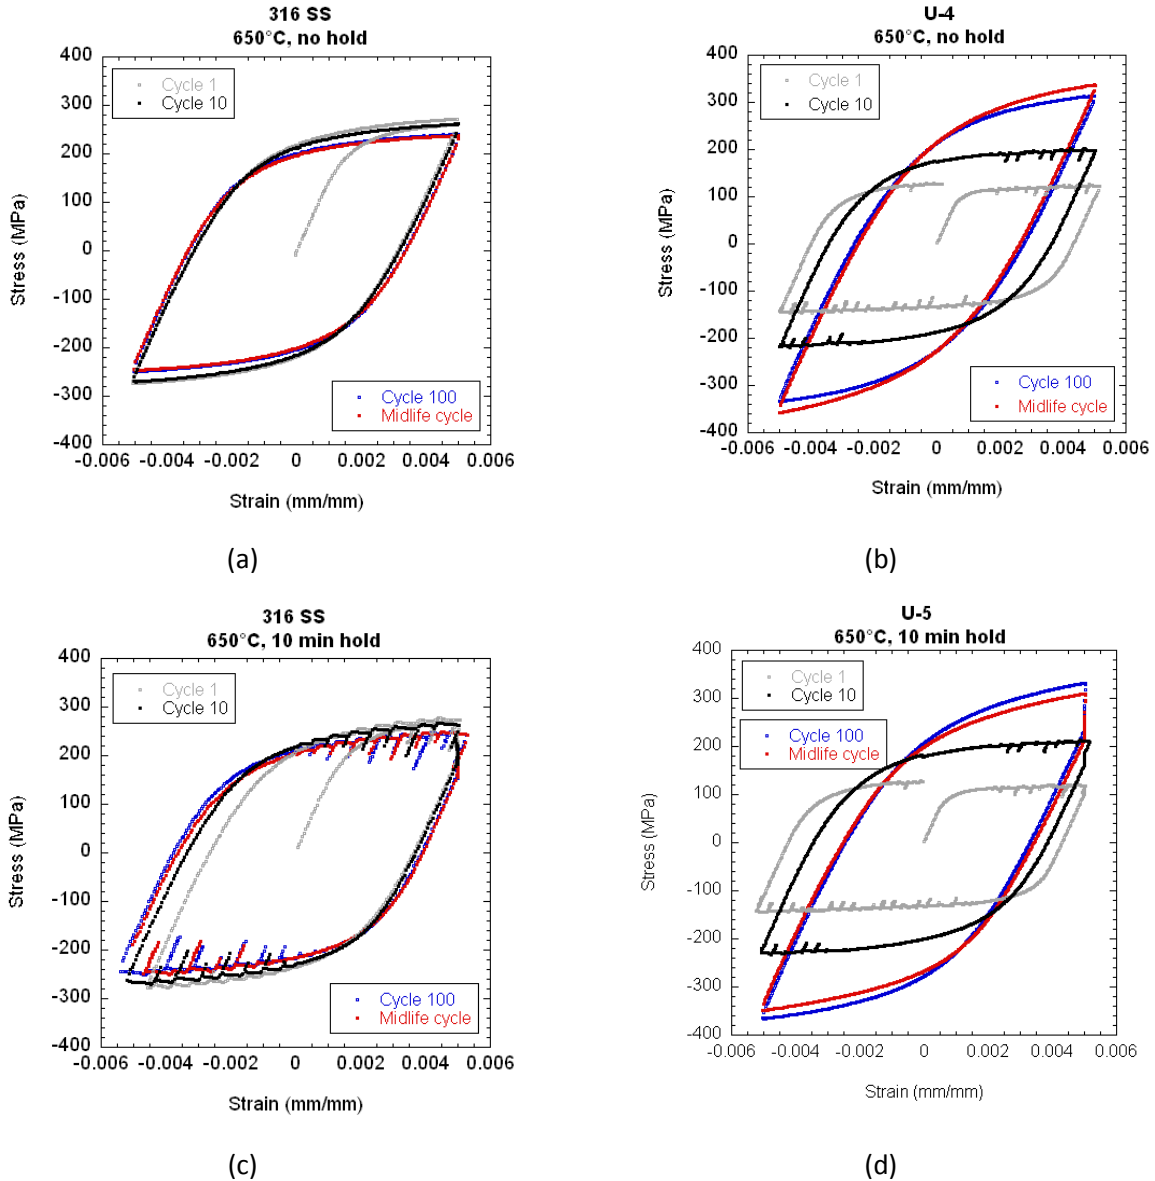 316 SS
650°C, no hold
400
300
200
100
0
-100
-200
-300
-400
Stress (MPa)
Cycle 1
Cycle 10
Cycle 100
Midlife cycle
-0.006 -0.004 -0.002 0 0.002 0.004 0.006
Strain (mm/mm)
(a)
U-4
650°C, no hold
400
300
200
100
0
-100
-200
-300
-400
Stress (MPa)
Cycle 1
Cycle 10
Cycle 100
Midlife cycle
-0.006 -0.004 -0.002 0 0.002 0.004 0.006
Strain (mm/mm)
(b)
316 SS
650°C, 10 min hold
400
300
200
100
0
-100
-200
-300
-400
Stress (MPa)
Cycle 1
Cycle 10
Cycle 100
Midlife cycle
-0.006 -0.004 -0.002 0 0.002 0.004 0.006
Strain (mm/mm)
(c)
U-5
650°C, 10 min hold
400
300
200
100
0
-100
-200
-300
-400
Stress (MPa)
Cycle 1
Cycle 10
Cycle 100
Midlife cycle
-0.006 -0.004 -0.002 0 0.002 0.004 0.006
Strain (mm/mm)
(d)